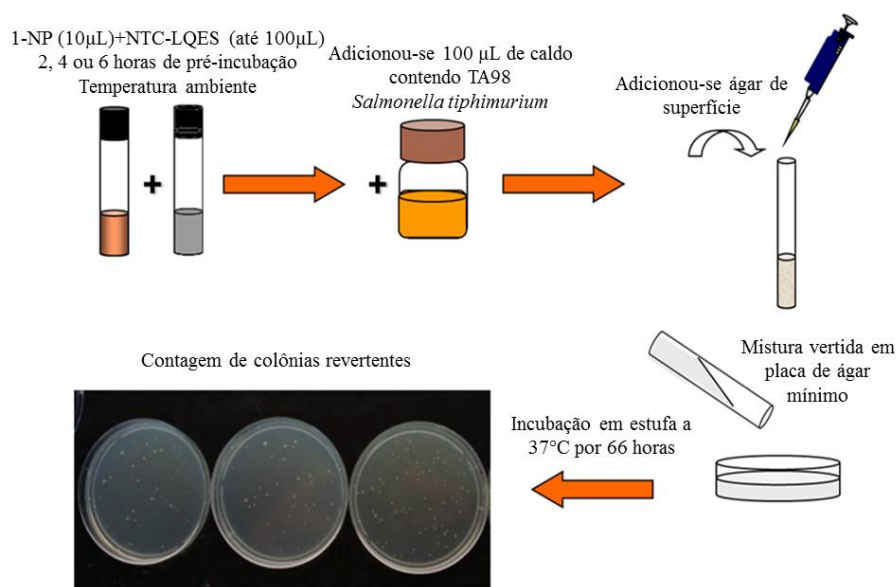 1-NP (10μL)+NTC-LQES (até 100μL)
2, 4 ou 6 horas de pré-incubação
Temperatura ambiente
Adicionou-se 100 μL de caldo
contendo TA98
Salmonella tiphimurium
Adicionou-se ágar de
superfície
Mistura vertida em
placa de ágar
mínimo
Incubação em estufa a
37°C por 66 horas
Contagem de colônias revertentes